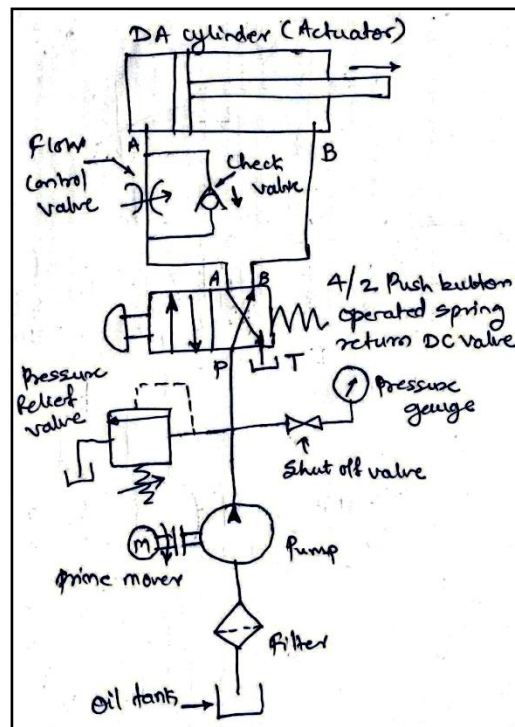 DA cylinder (Actuator)
A
B
Flow
Control
valve
Check
valve
A
B
4/2 Push button
operated spring
return DC valve
P
T
Pressure
Relief
valve
Pressure
gauge
Shut off valve
M
Pump
prime mover
Filter
Oil tank